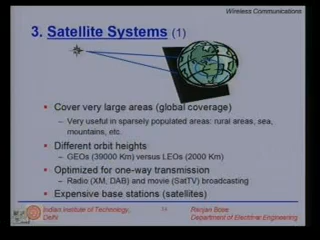 Wireless Communications
3. Satellite Systems (1)
Cover very large areas (global coverage)
– Very useful in sparsely populated areas: rural areas, sea,
mountains, etc.
Different orbit heights
– GEOs (39000 Km) versus LEOs (2000 Km)
Optimized for one-way transmission
– Radio (XM, DAB) and movie (SatTV) broadcasting
Expensive base stations (satellites)
Indian Institute of Technology,
Delhi
Ranjan Bose
Department of Electrical Engineering